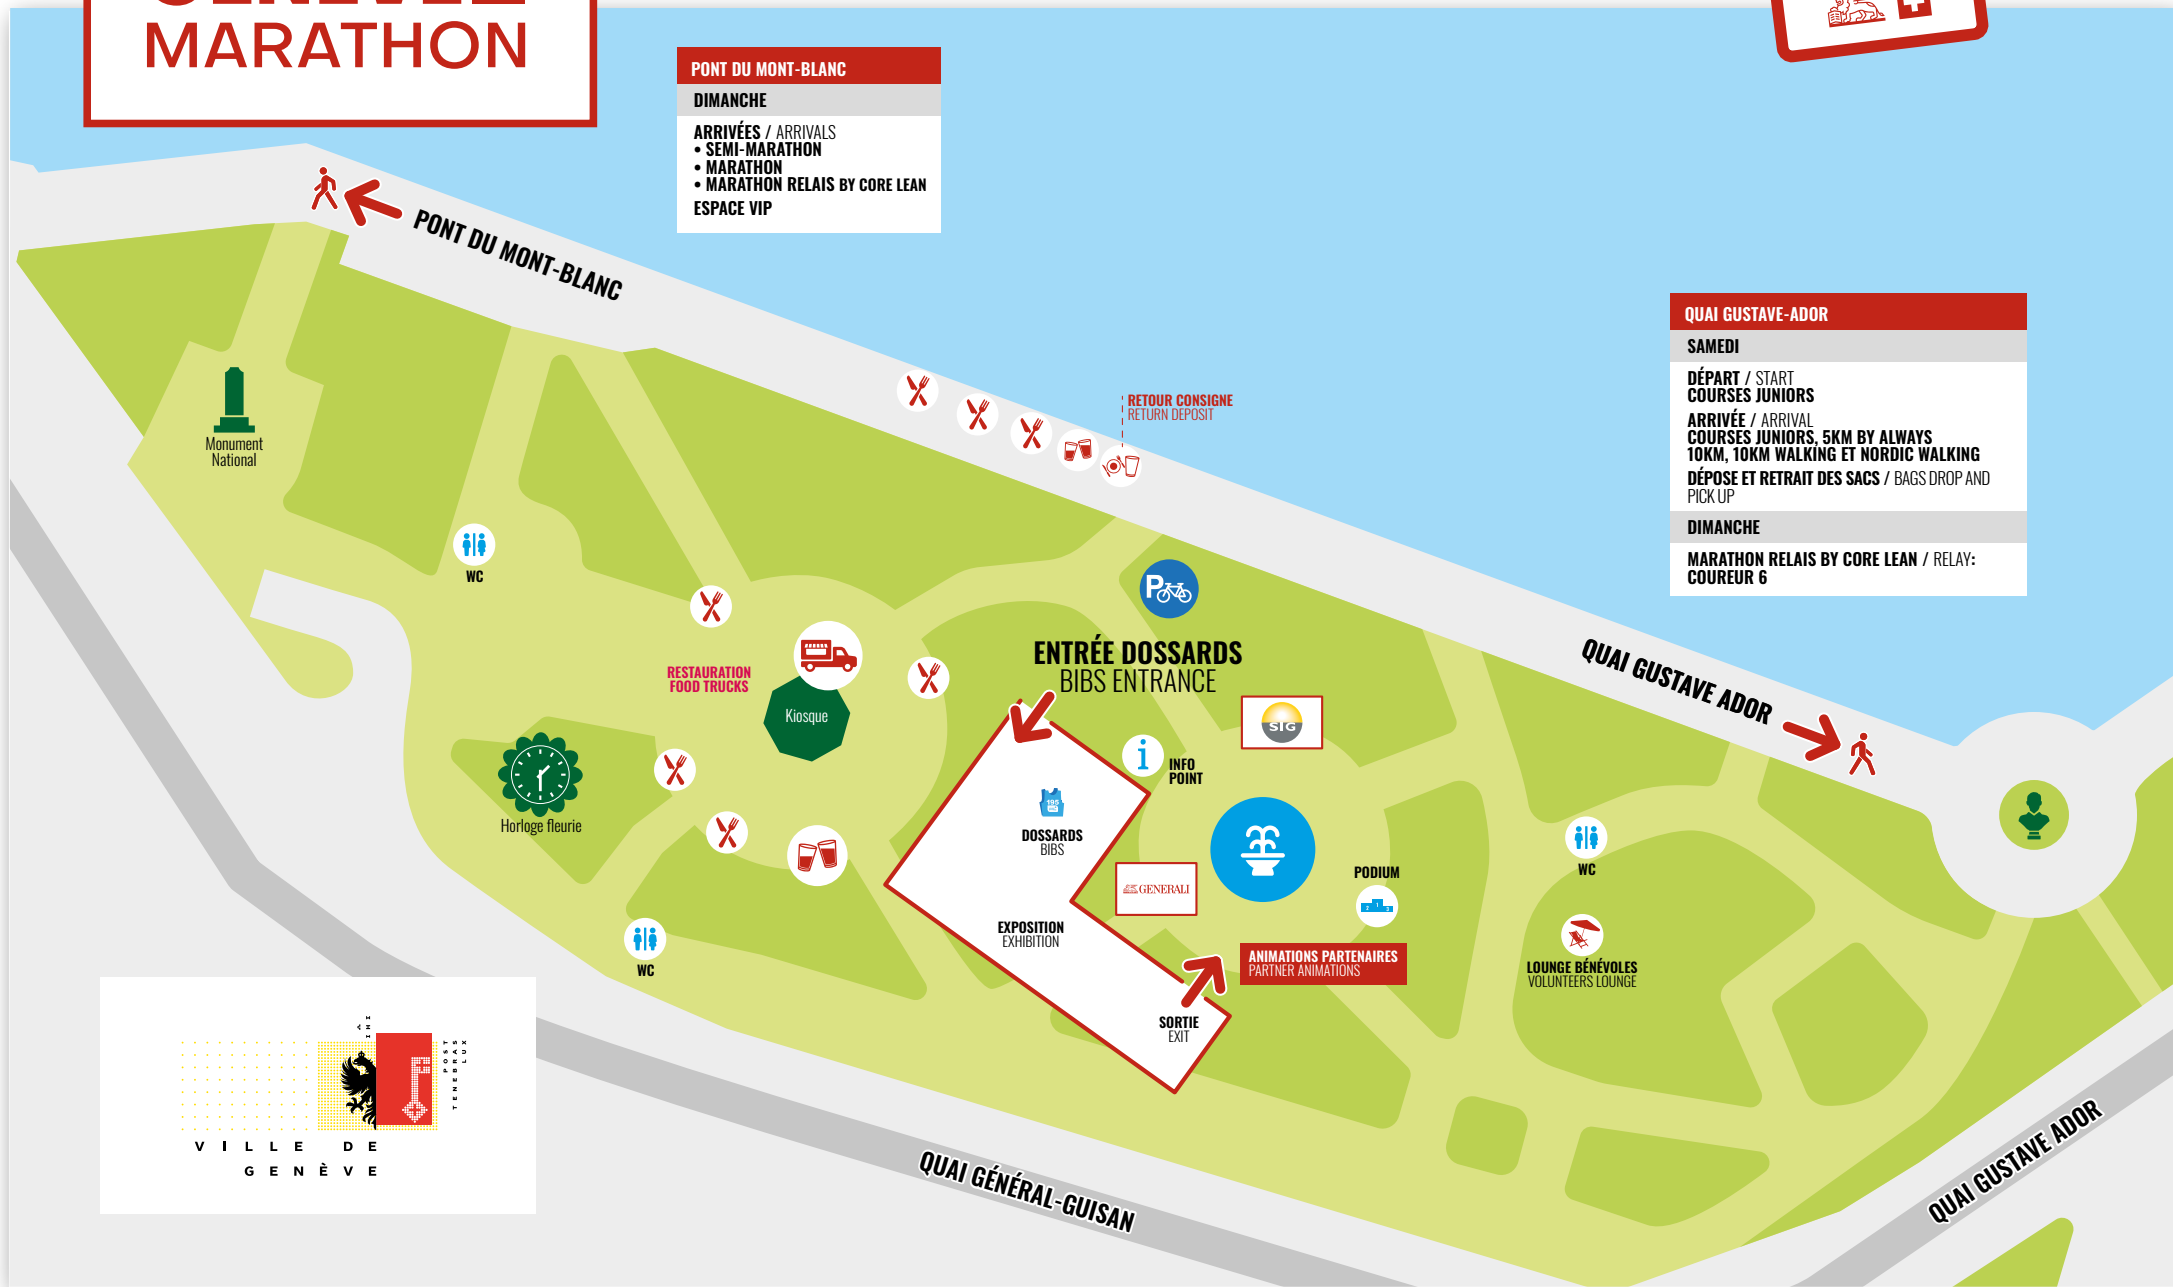 MARATHON
PONT DU MONT-BLANC
DIMANCHE
ARRIVÉES / ARRIVALS
• SEMI-MARATHON
• MARATHON
• MARATHON RELAIS BY CORE LEAN
ESPACE VIP
PONT DU MONT-BLANC
QUAI GUSTAVE-ADOR
SAMEDI
DÉPART / START
COURSES JUNIORS
ARRIVÉE / ARRIVAL
COURSES JUNIORS, 5KM BY ALWAYS
10KM, 10KM WALKING ET NORDIC WALKING
DÉPOSE ET RETRAIT DES SACS / BAGS DROP AND
PICK UP
DIMANCHE
MARATHON RELAIS BY CORE LEAN / RELAY:
COUREUR 6
RETOUR CONSIGNE
RETURN DEPOSIT
Monument
National
WC
P
ENTRÉE DOSSARDS
BIBS ENTRANCE
QUAI GUSTAVE ADOR
RESTAURATION
FOOD TRUCKS
Kiosque
SIG
i
INFO
POINT
Horloge fleurie
195
DOSSARDS
BIBS
GENERALI
PODIUM
2 1 3
WC
EXPOSITION
EXHIBITION
ANIMATIONS PARTENAIRES
PARTNER ANIMATIONS
LOUNGE BÉNÉVOLES
VOLUNTEERS LOUNGE
WC
SORTIE
EXIT
POST
TENEBRAS
LUX
VILLE DE
GENÈVE
QUAI GÉNÉRAL-GUISAN
QUAI GUSTAVE ADOR